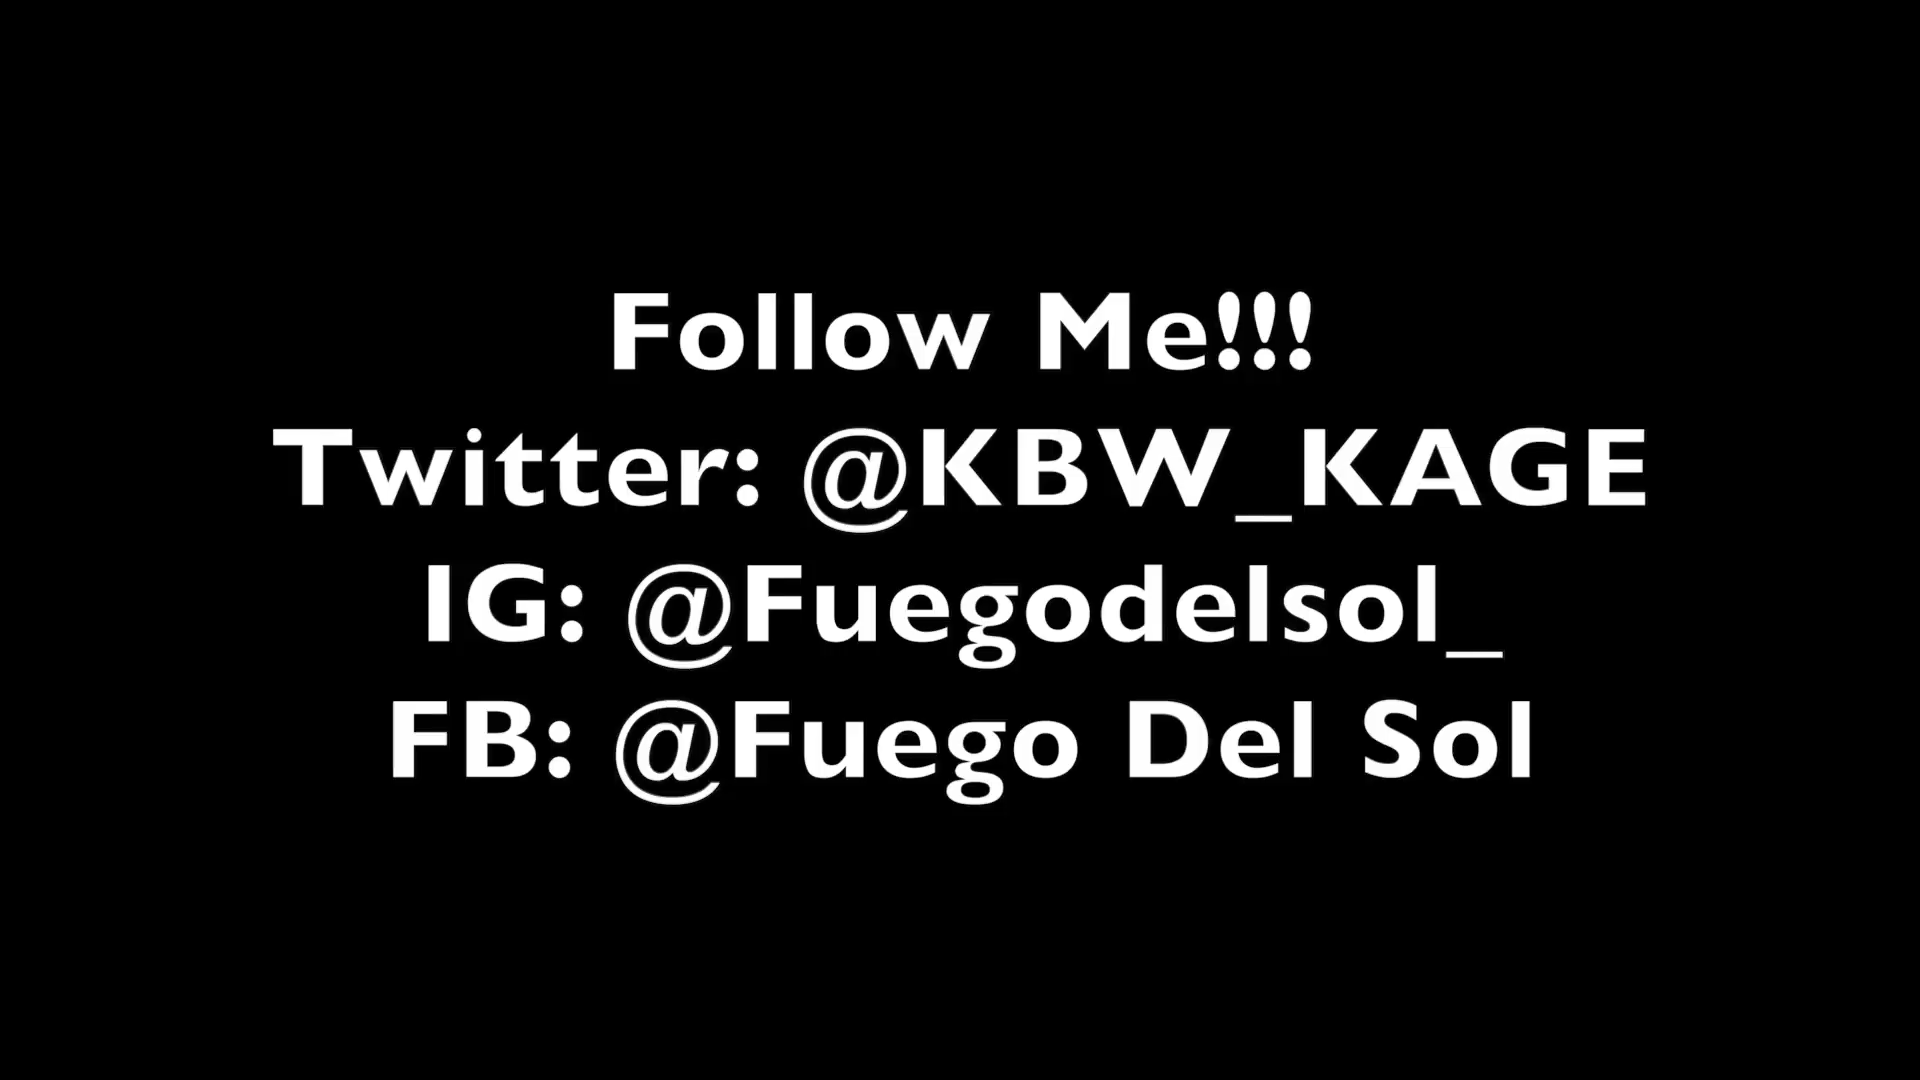 Follow Me!!!
Twitter: @KBW_KAGE
IG: @Fuegodelsol_
FB: @Fuego Del Sol